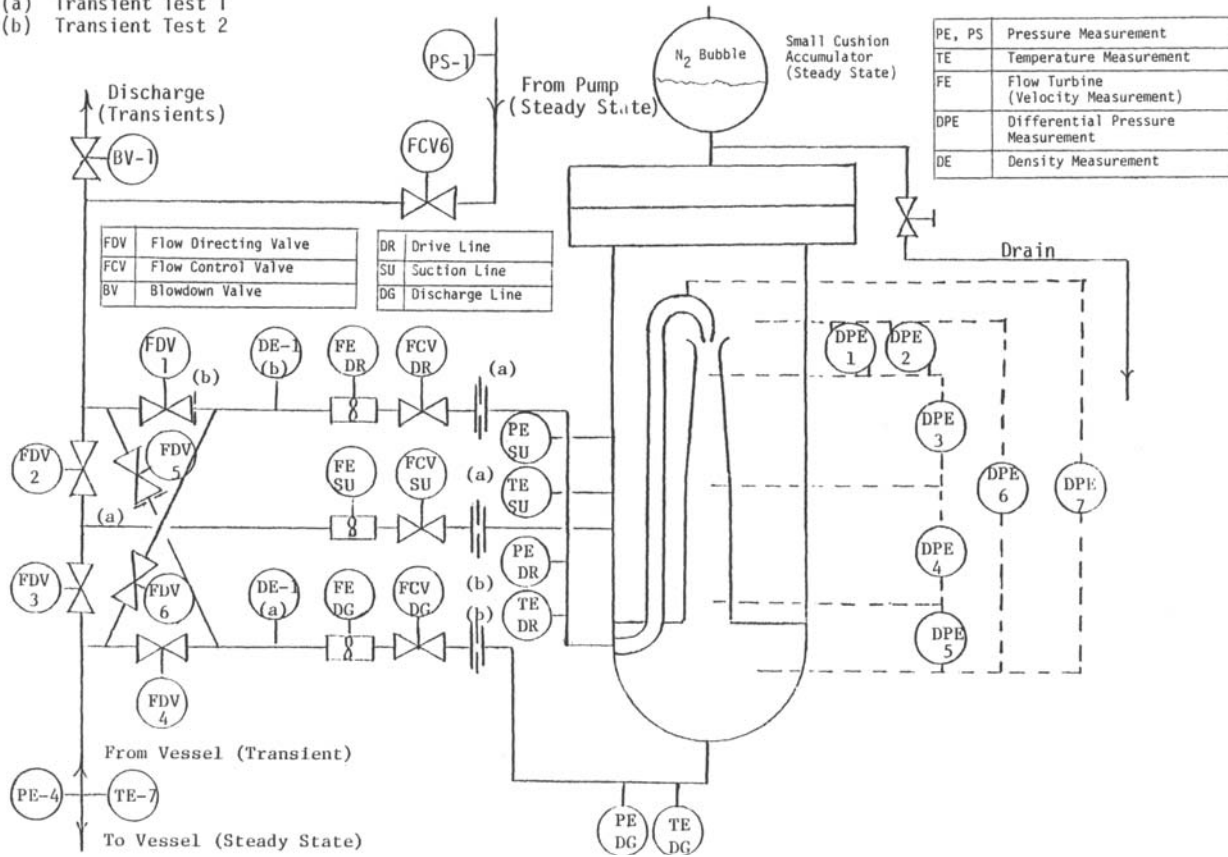 (a) Transient Test 1
(b) Transient Test 2
PS-1
From Pump
(Steady State)
Discharge
(Transients)
BV-1
FCV6
N2 Bubble
Small Cushion
Accumulator
(Steady State)
PE, PS Pressure Measurement
TE Temperature Measurement
FE Flow Turbine
(Velocity Measurement)
DPE Differential Pressure
Measurement
DE Density Measurement
FDV Flow Directing Valve
FCV Flow Control Valve
BV Blowdown Valve
DR Drive Line
SU Suction Line
DG Discharge Line
Drain
FDV
1
(b)
DE-1
(b)
FE
DR
FCV
DR
(a)
DPE
1
DPE
2
PE
SU
DPE
3
FDV
2
FDV
5
FE
SU
FCV
SU
(a)
TE
SU
DPE
6
DPE
7
(a)
PE
DR
DPE
4
FDV
3
FDV
6
DE-1
(a)
FE
DG
FCV
DG
(b)
(b)
TE
DR
DPE
5
FDV
4
From Vessel (Transient)
PE-4
TE-7
To Vessel (Steady State)
PE
DG
TE
DG